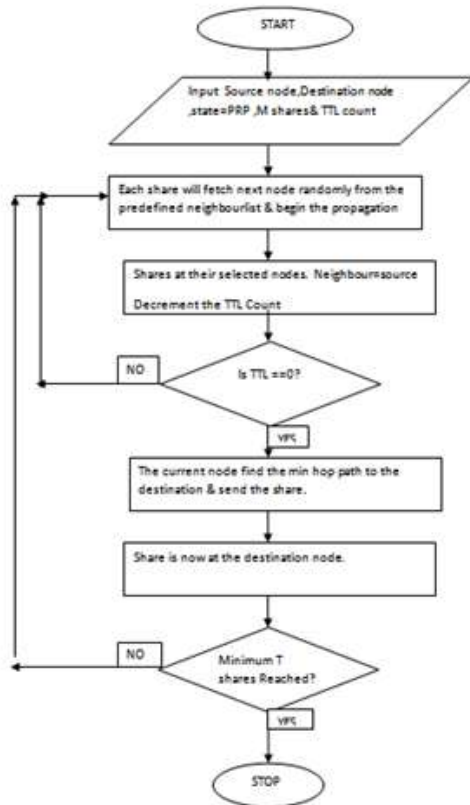 START
Input Source node,Destination node
,state=PRP ,M shares& TTL count
Each share will fetch next node randomly from the
predefined neighbourlist & begin the propagation
Shares at their selected nodes. Neighbour=source
Decrement the TTL Count
NO
Is TTL ==0?
YES
The current node find the min hop path to the
destination & send the share.
Share is now at the destination node.
NO
Minimum T
shares Reached?
YES
STOP